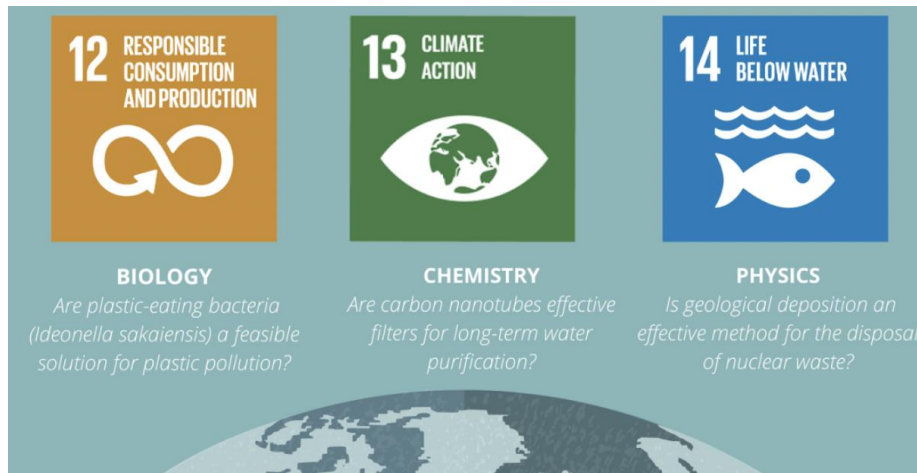 12 RESPONSIBLE
CONSUMPTION
AND PRODUCTION
13 CLIMATE
ACTION
14 LIFE
BELOW WATER
BIOLOGY
Are plastic-eating bacteria
(Ideonella sakaiensis) a feasible
solution for plastic pollution?
CHEMISTRY
Are carbon nanotubes effective
filters for long-term water
purification?
PHYSICS
Is geological deposition an
effective method for the disposal
of nuclear waste?